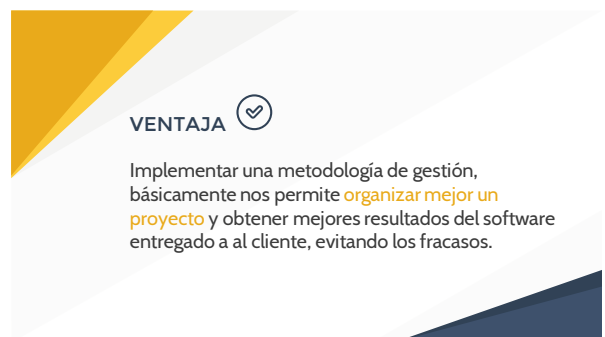 VENTAJA
Implementar una metodología de gestión,
básicamente nos permite organizar mejor un
proyecto y obtener mejores resultados del software
entregado a al cliente, evitando los fracasos.